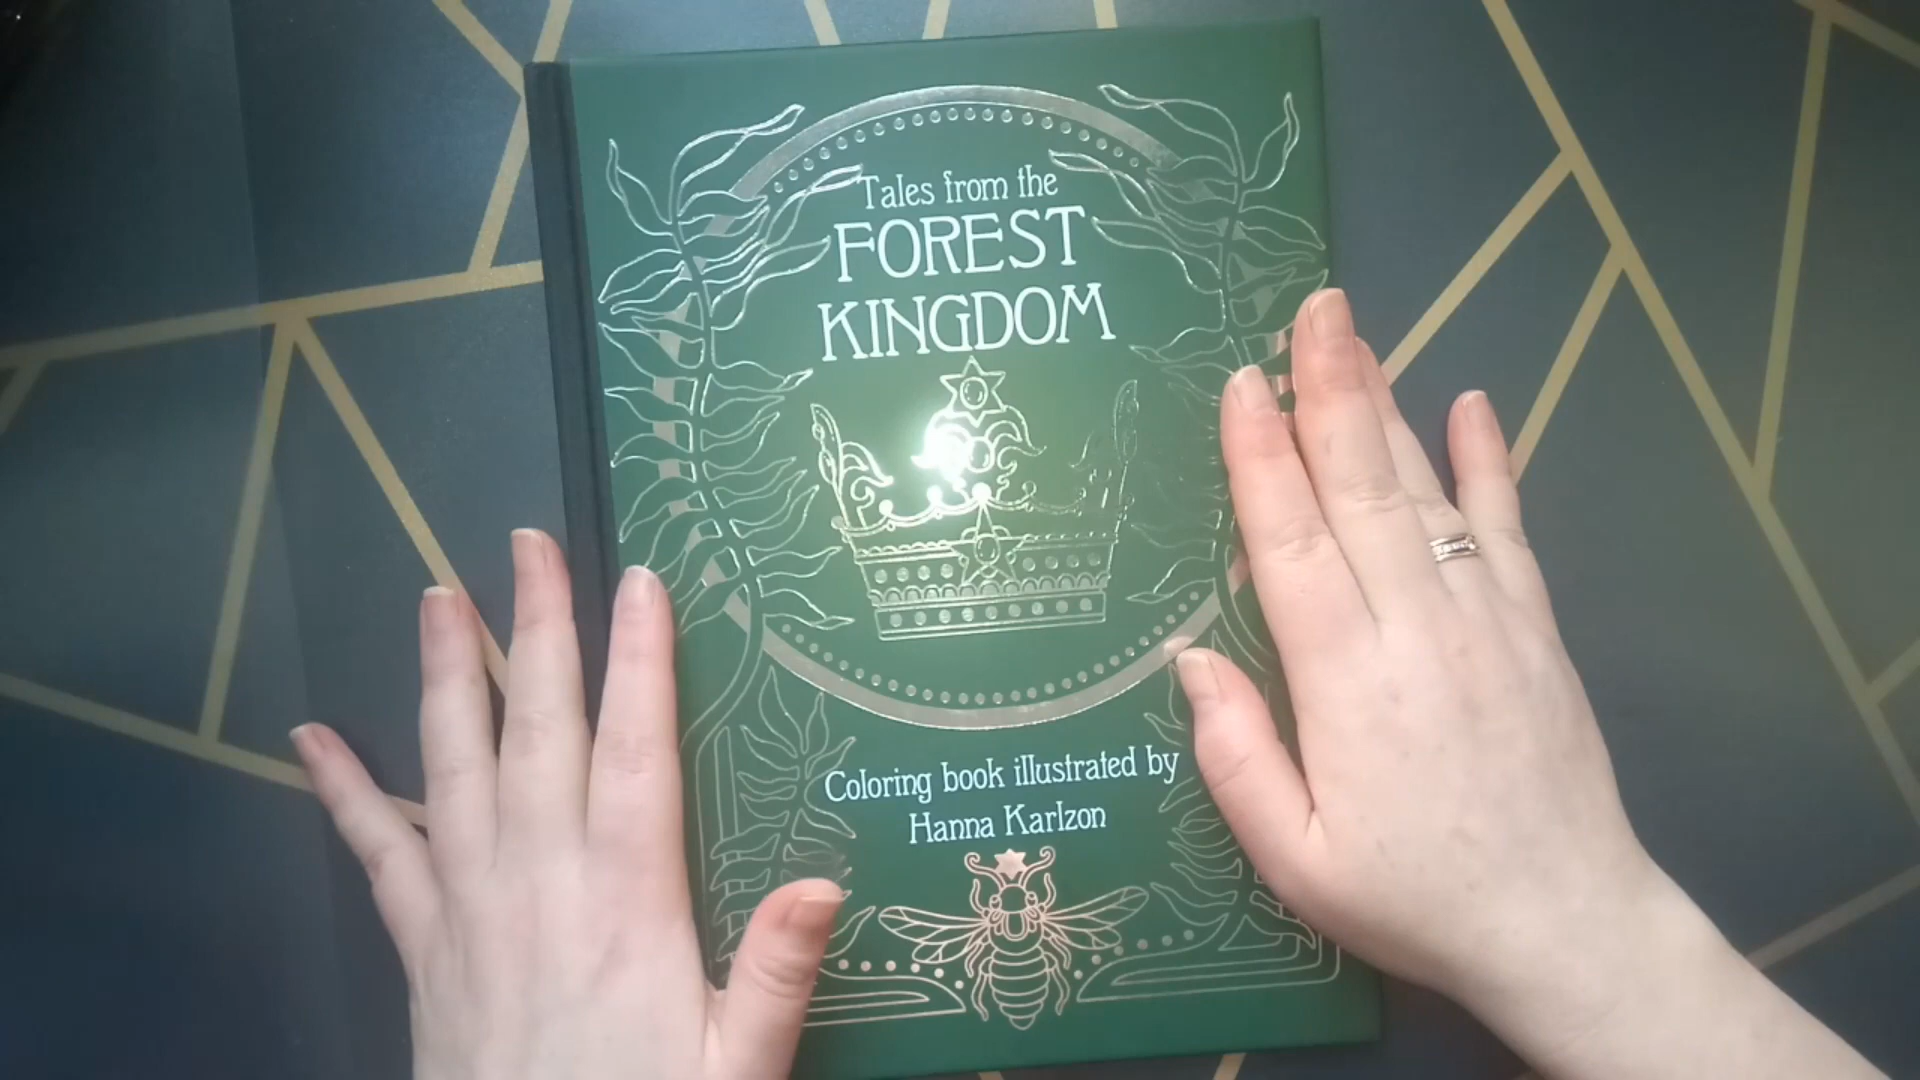 Tales from the
FOREST
KINGDOM
Coloring book illustrated by
Hanna Karlzon